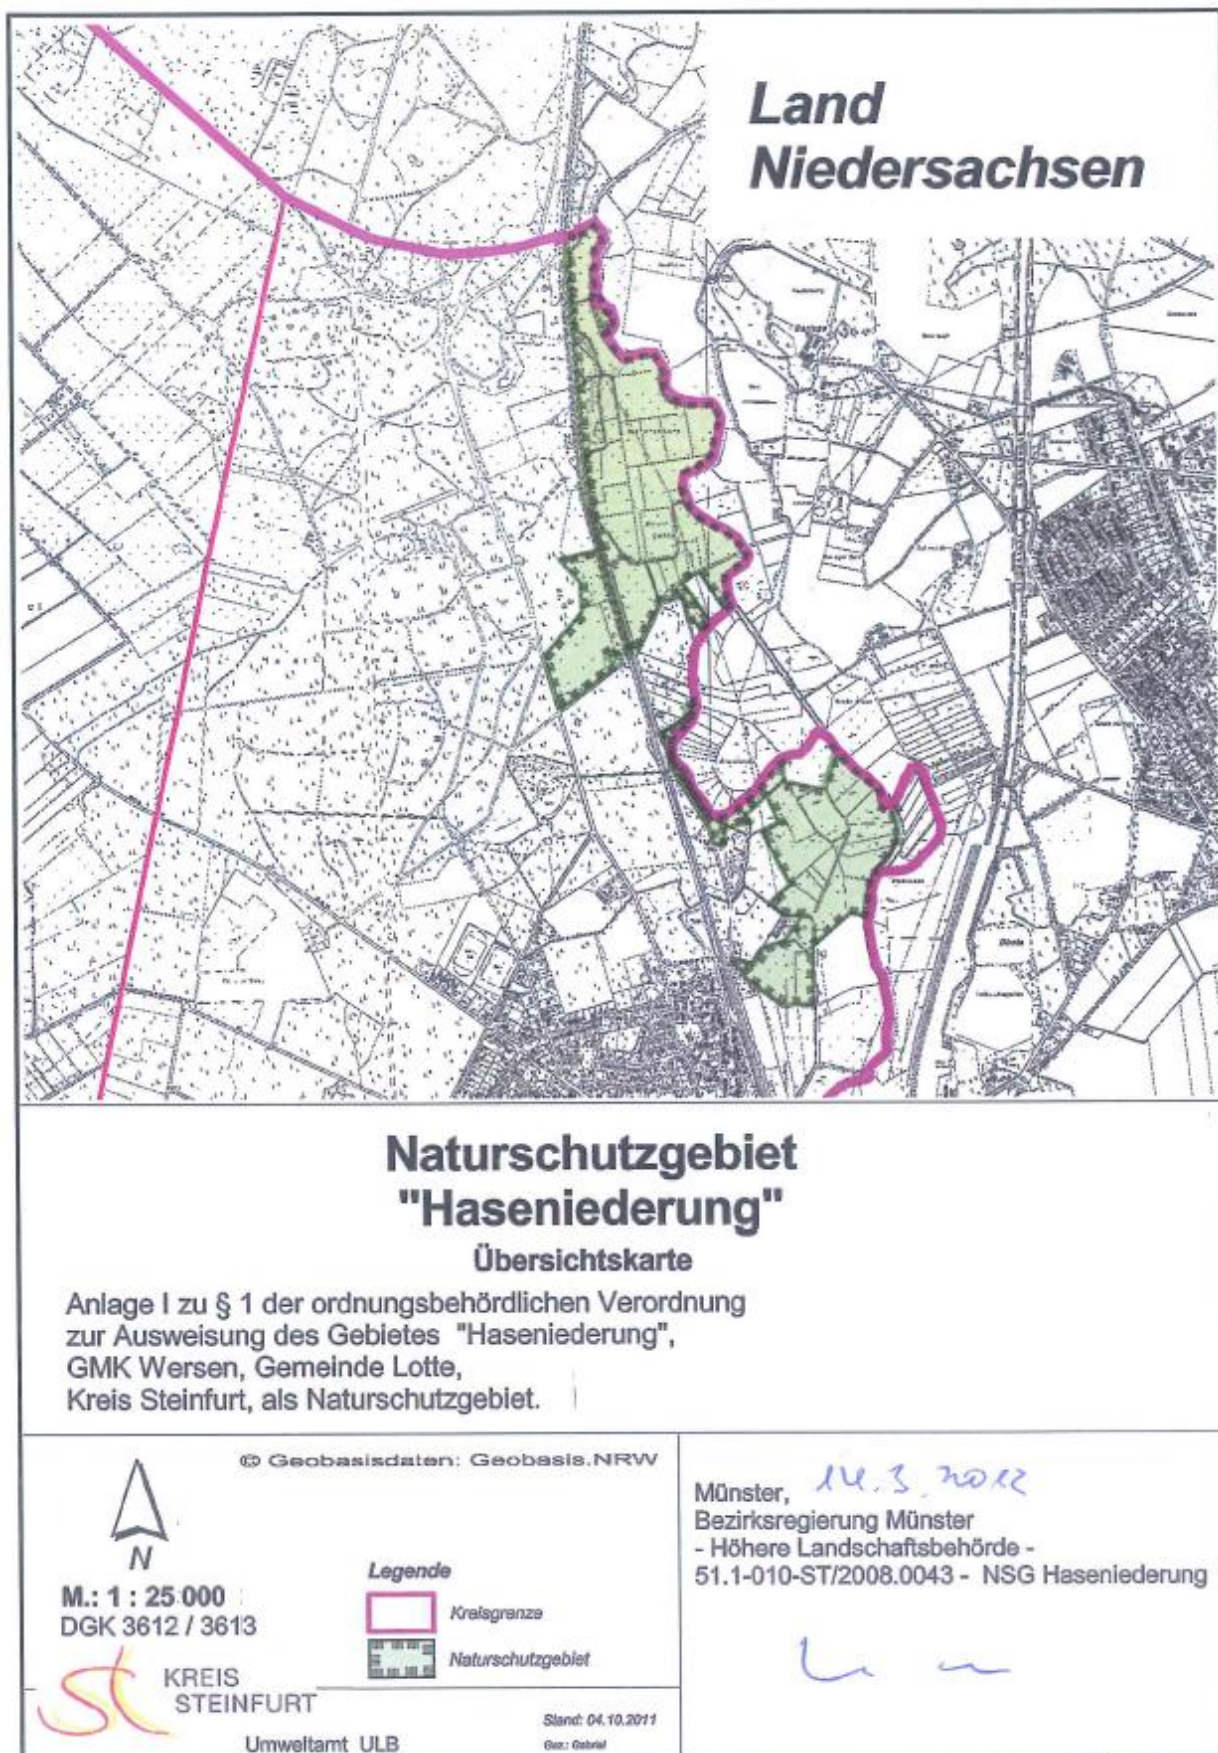 Land
Niedersachsen
Naturschutzgebiet
"Haseniederung"
Übersichtskarte
Anlage I zu § 1 der ordnungsbehördlichen Verordnung
zur Ausweisung des Gebietes "Haseniederung",
GMK Wersen, Gemeinde Lotte,
Kreis Steinfurt, als Naturschutzgebiet.
© Geobasisdaten: Geobasis.NRW
N
M.: 1 : 25 000
DGK 3612 / 3613
Legende
Kreisgrenze
Naturschutzgebiet
st KREIS
STEINFURT
Umweltamt ULB
Stand: 04.10.2011
Gez.: Gabriel
Münster, 14.3.2012
Bezirksregierung Münster
- Höhere Landschaftsbehörde -
51.1-010-ST/2008.0043 - NSG Haseniederung